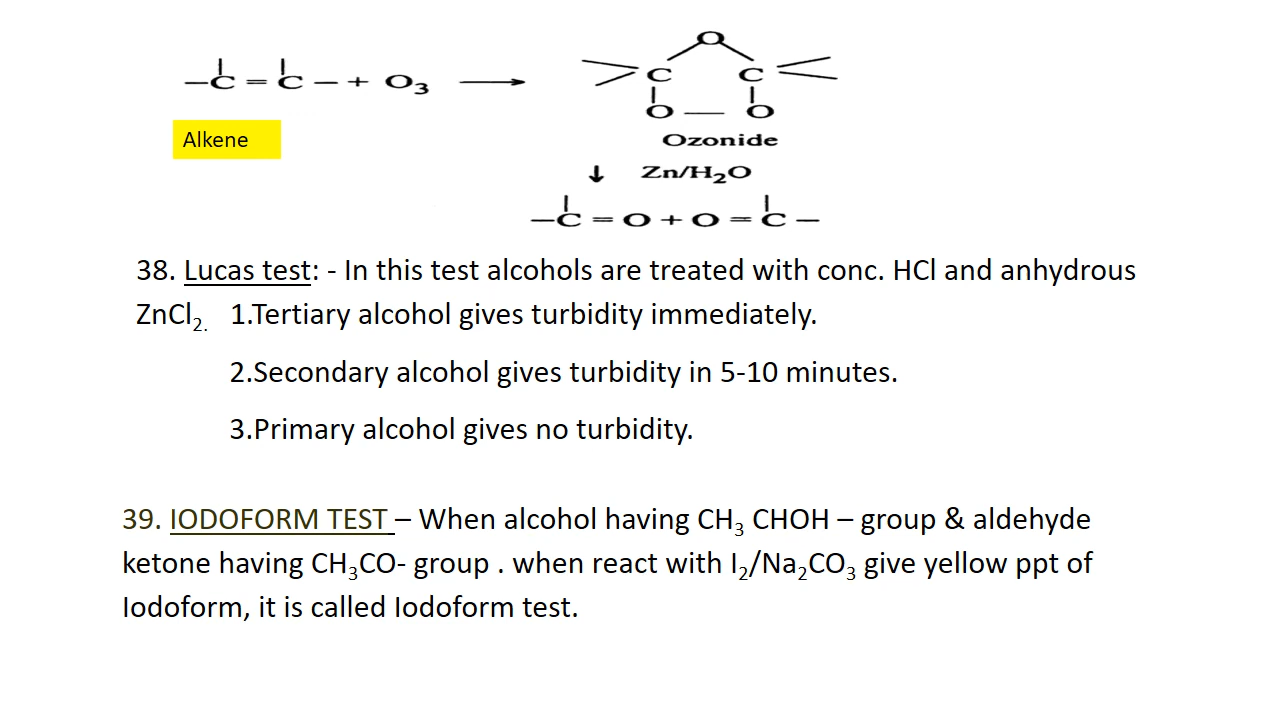 –C = C – + O3 → O
C C
O — O
Alkene
Ozonide
↓ Zn/H2O
–C = O + O = C –
38. Lucas test: - In this test alcohols are treated with conc. HCl and anhydrous
ZnCl2. 1.Tertiary alcohol gives turbidity immediately.
2.Secondary alcohol gives turbidity in 5-10 minutes.
3.Primary alcohol gives no turbidity.
39. IODOFORM TEST – When alcohol having CH3 CHOH – group & aldehyde
ketone having CH3CO- group . when react with I2/Na2CO3 give yellow ppt of
Iodoform, it is called Iodoform test.